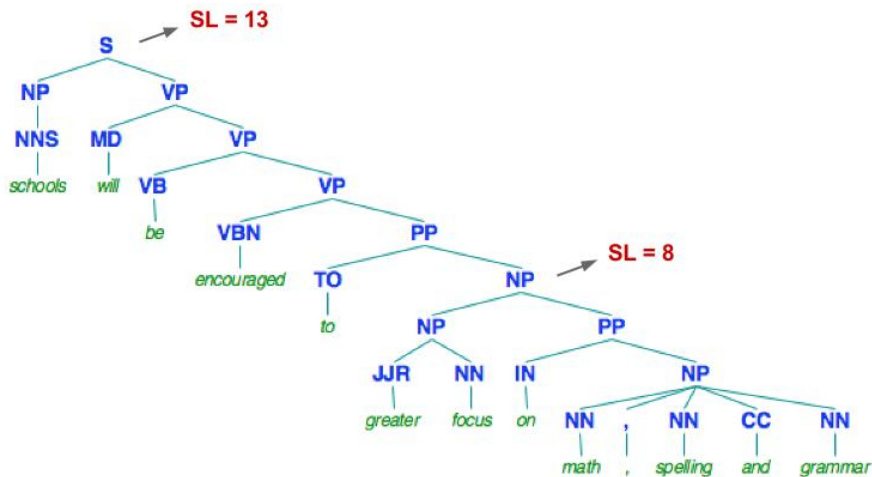 SL = 13
S
NP VP
NNS MD VP
schools will VB VP
be VBN PP
encouraged TO NP SL = 8
to NP PP
JJR NN IN NP
greater focus on NN , NN CC NN
math , spelling and grammar